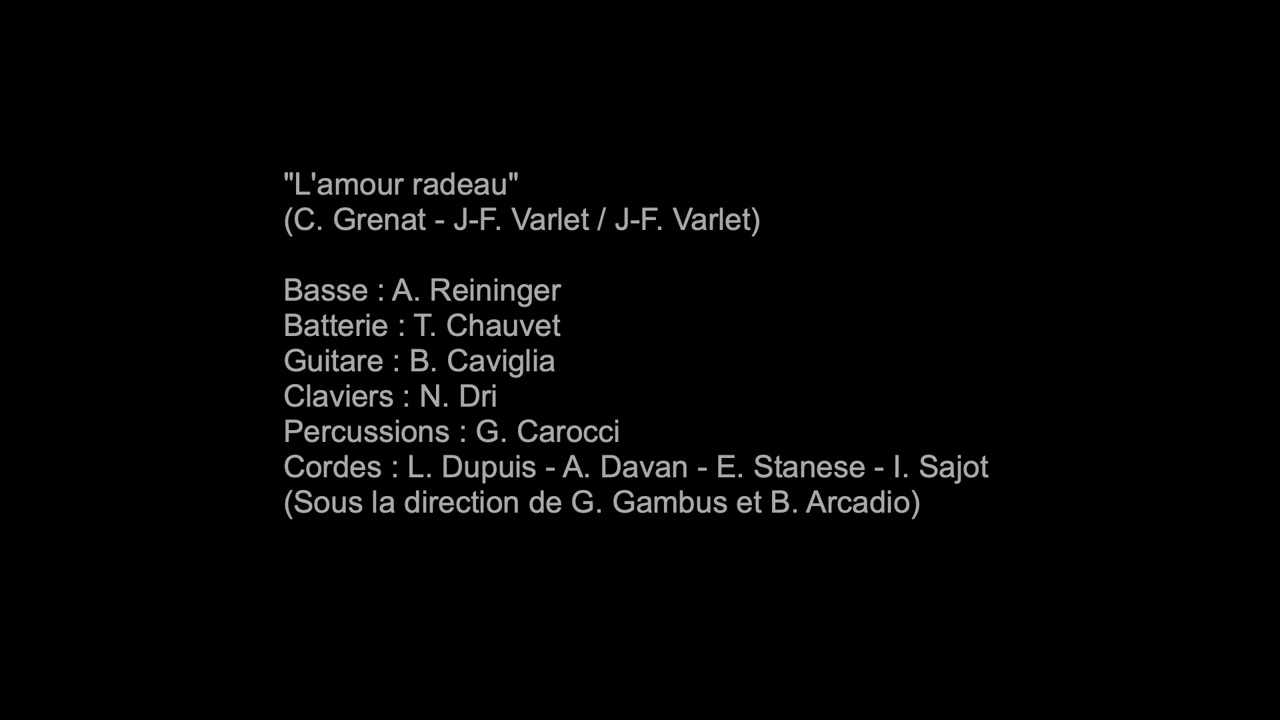 "L'amour radeau"
(C. Grenat - J-F. Varlet / J-F. Varlet)
Basse : A. Reininger
Batterie : T. Chauvet
Guitare : B. Caviglia
Claviers : N. Dri
Percussions : G. Carocci
Cordes : L. Dupuis - A. Davan - E. Stanese - I. Sajot
(Sous la direction de G. Gambus et B. Arcadio)